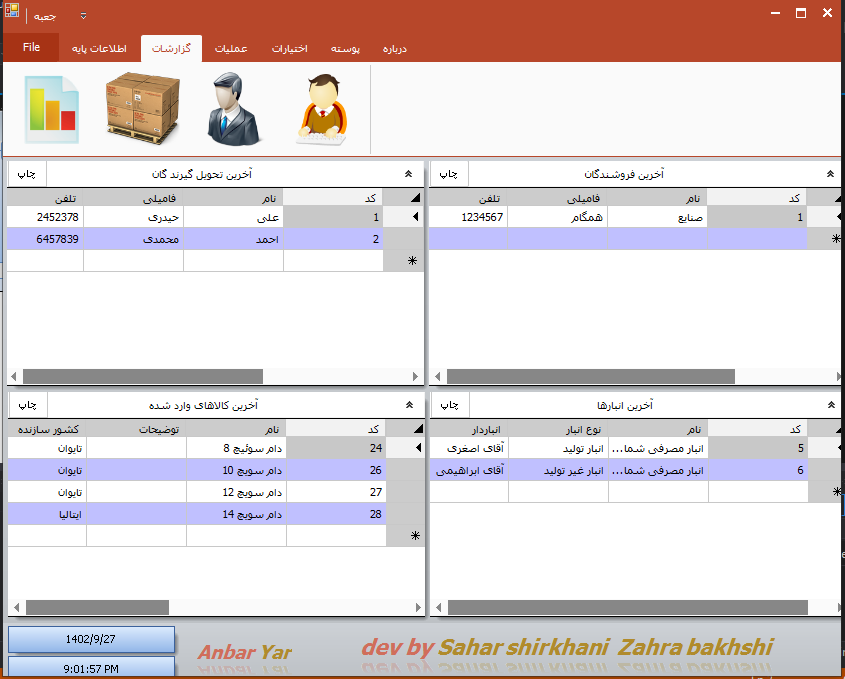 جعبه
File اطلاعات پایه گزارشات عملیات اختیارات پوسته درباره
آخرین فروشندگان چاپ
کد نام فامیلی تلفن
1 صنایع همگام 1234567
آخرین تحویل گیرند گان چاپ
کد نام فامیلی تلفن
1 علی حیدری 2452378
2 احمد محمدی 6457839
آخرین انبارها چاپ
کد نام نوع انبار انباردار
5 انبار مصرفی شما... انبار تولید آقای اصغری
6 انبار مصرفی شما... انبار غیر تولید آقای ابراهیمی
آخرین کالاهای وارد شده چاپ
کد نام توضیحات کشور سازنده
24 دام سوئیچ 8 تایوان
26 دام سویچ 10 تایوان
27 دام سویچ 12 تایوان
28 دام سویچ 14 ایتالیا
1402/9/27
9:01:57 PM
Anbar Yar
dev by Sahar shirkhani Zahra bakhshi